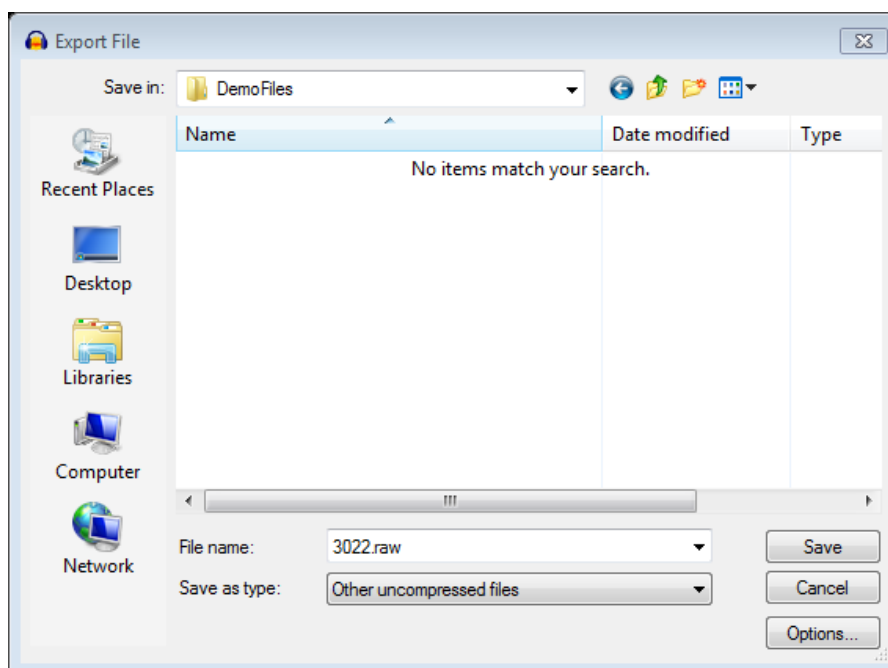 Export File
Save in:
DemoFiles
Name
Date modified
Type
No items match your search.
Recent Places
Desktop
Libraries
Computer
Network
File name:
3022.raw
Save
Save as type:
Other uncompressed files
Cancel
Options...